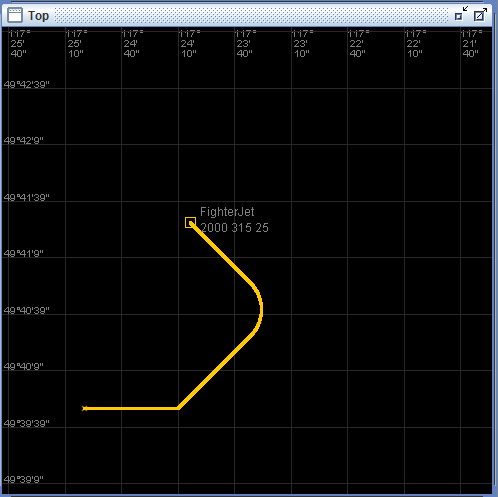 Top
117° 117° 117° 117° 117° 117° 117° 117° 117°
25' 25' 24' 24' 23' 23' 22' 22' 21'
40" 10" 40" 10" 40" 10" 40" 10" 40"
49°42'39"
49°42'9"
49°41'39"
FighterJet
2000 315 25
49°41'9"
49°40'39"
49°40'9"
49°39'39"
49°39'9"